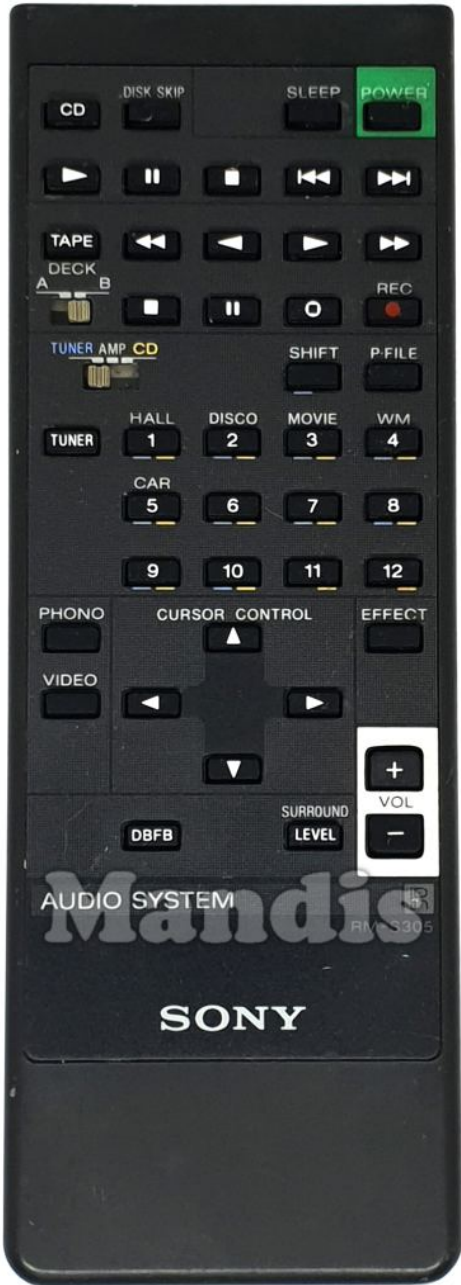 DISK SKIP SLEEP POWER
CD
TAPE
DECK
A B REC
TUNER AMP CD SHIFT P·FILE
HALL DISCO MOVIE WM
TUNER 1 2 3 4
CAR
5 6 7 8
9 10 11 12
PHONO CURSOR CONTROL EFFECT
VIDEO
+
VOL
SURROUND
DBFB LEVEL −
AUDIO SYSTEM
Mandis
RM-S305
SONY